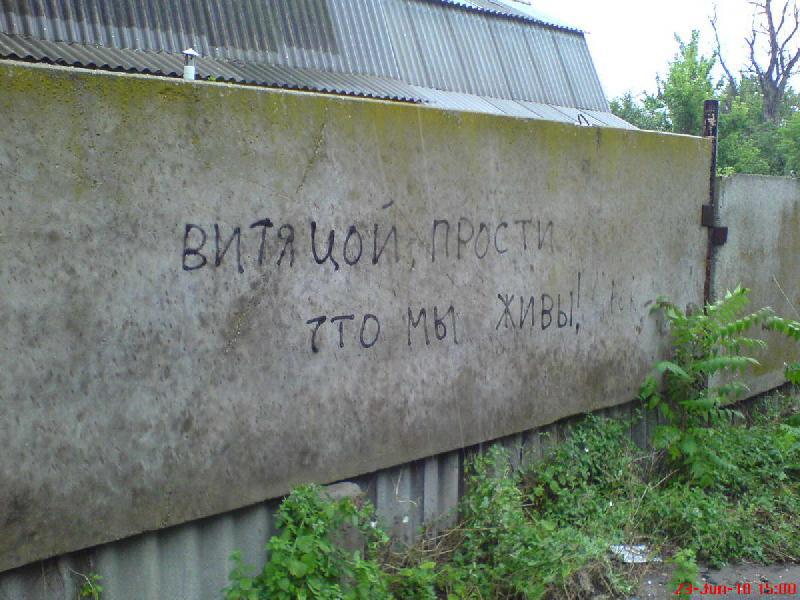 ВИТЯ ЦОЙ, ПРОСТИ
ЧТО МЫ ЖИВЫ!
23-Jun-10 15:00